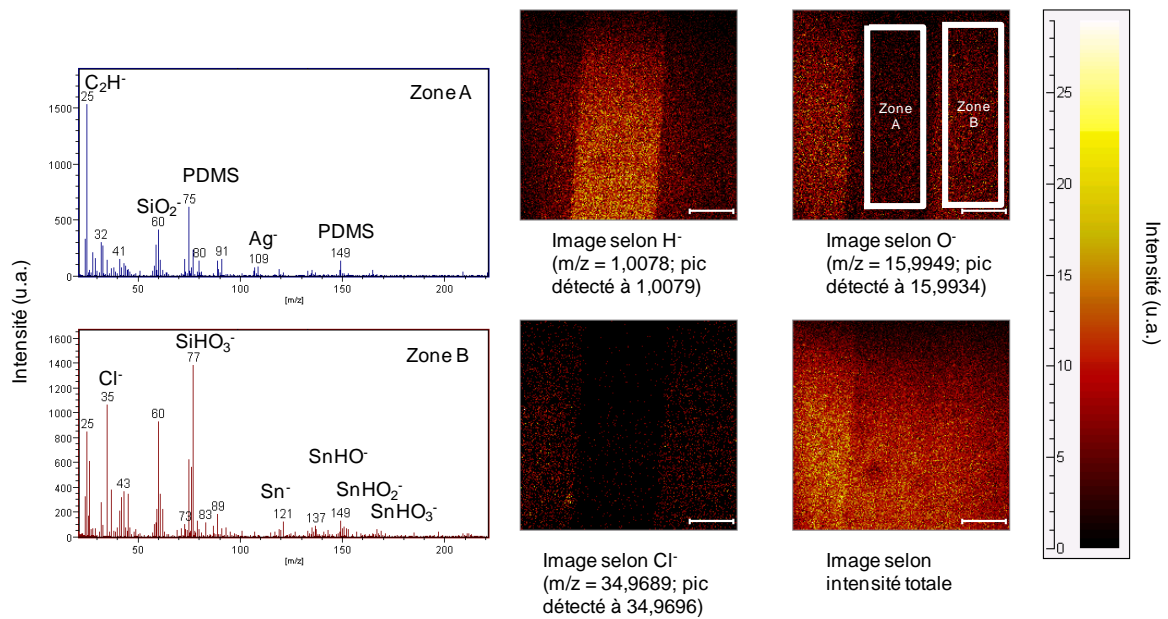 Intensité (u.a.)
C2H-
Zone A
1500
1000
500
0
25
32
41
SiO2-
60
PDMS
75
80
91
Ag-
109
PDMS
149
50
100
150
200
[m/z]
Zone B
1600
1400
1200
1000
800
600
400
200
0
25
Cl-
35
43
60
SiHO3-
77
73
83
89
Sn-
121
SnHO-
137
SnHO2-
149
SnHO3-
50
100
150
200
[m/z]
Image selon H-
(m/z = 1,0078; pic
détecté à 1,0079)
Zone
A
Zone
B
Image selon O-
(m/z = 15,9949; pic
détecté à 15,9934)
Image selon Cl-
(m/z = 34,9689; pic
détecté à 34,9696)
Image selon
intensité totale
25
20
15
10
5
0
Intensité (u.a.)